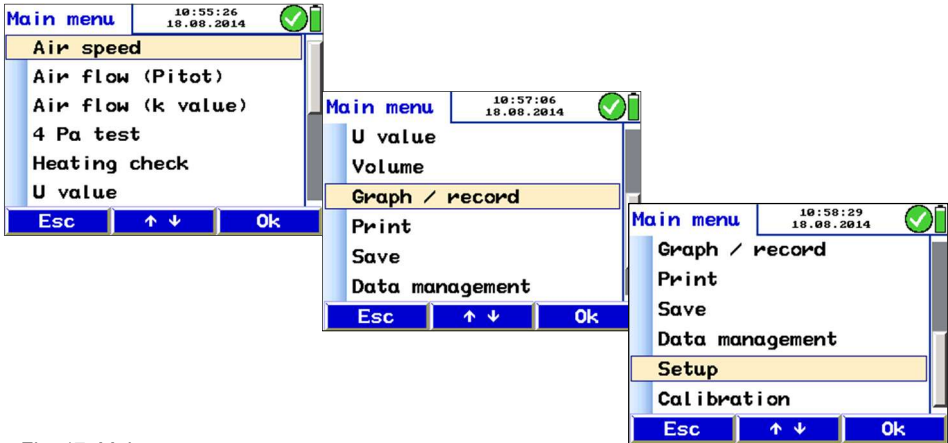 Main menu 10:55:26
18.08.2014
Air speed
Air flow (Pitot)
Air flow (k value)
4 Pa test
Heating check
U value
Esc ↑ ↓ Ok
Main menu 10:57:06
18.08.2014
U value
Volume
Graph / record
Print
Save
Data management
Esc ↑ ↓ Ok
Main menu 10:58:29
18.08.2014
Graph / record
Print
Save
Data management
Setup
Calibration
Esc ↑ ↓ Ok